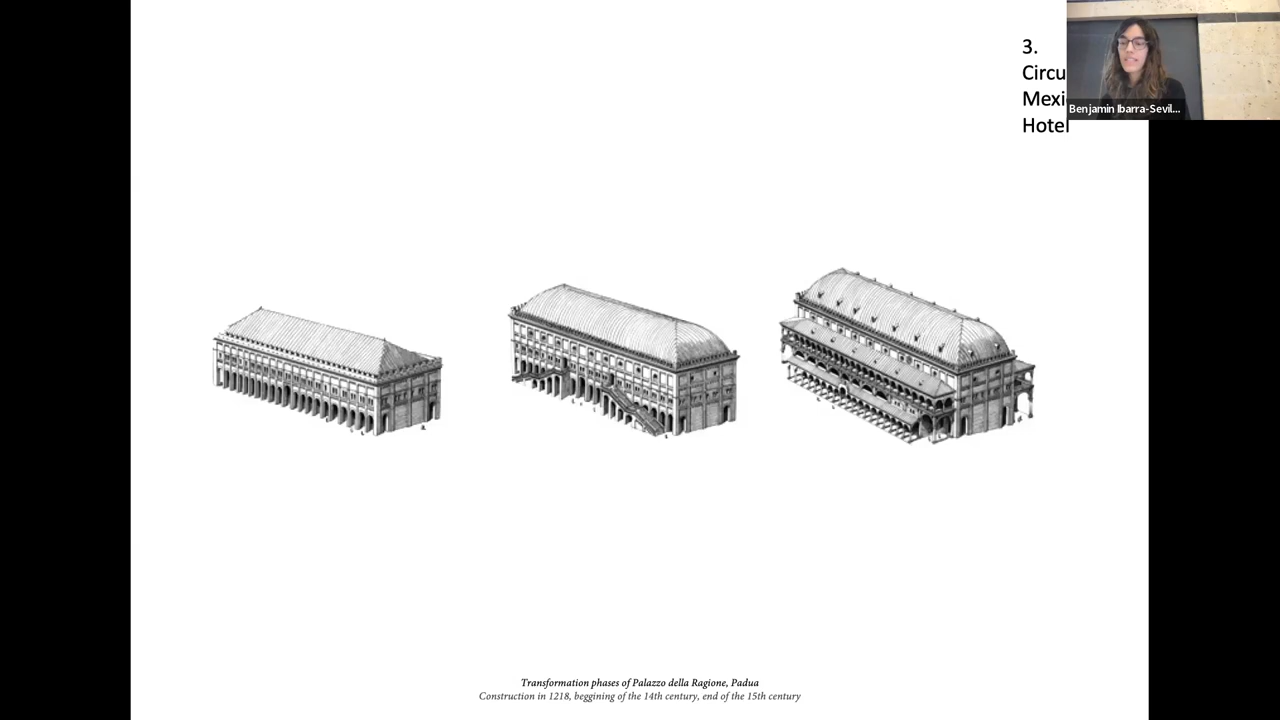 3.
Circu
Mexi
Hotel
Benjamin Ibarra-Sevil...
Transformation phases of Palazzo della Ragione, Padua
Construction in 1218, beggining of the 14th century, end of the 15th century